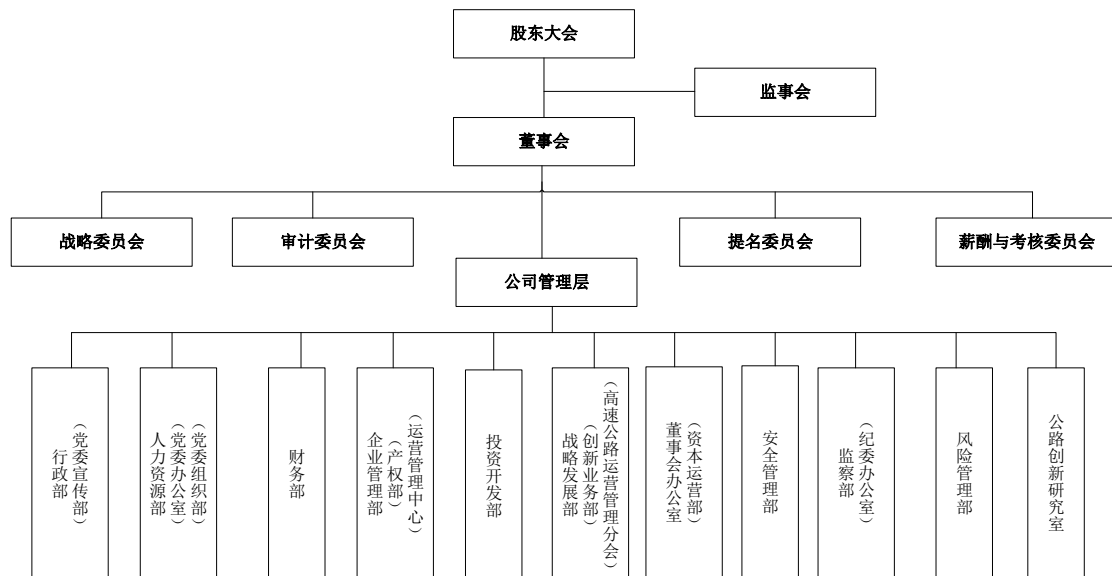 股东大会
监事会
董事会
战略委员会
审计委员会
提名委员会
薪酬与考核委员会
公司管理层
行政部
（党委宣传部）
人力资源部
（党委办公室）
（党委组织部）
财务部
企业管理部
（产权部）
（运营管理中心）
投资开发部
战略发展部
（创新业务部）
（高速公路运营管理分会）
董事会办公室
（资本运营部）
安全管理部
监察部
（纪委办公室）
风险管理部
公路创新研究室